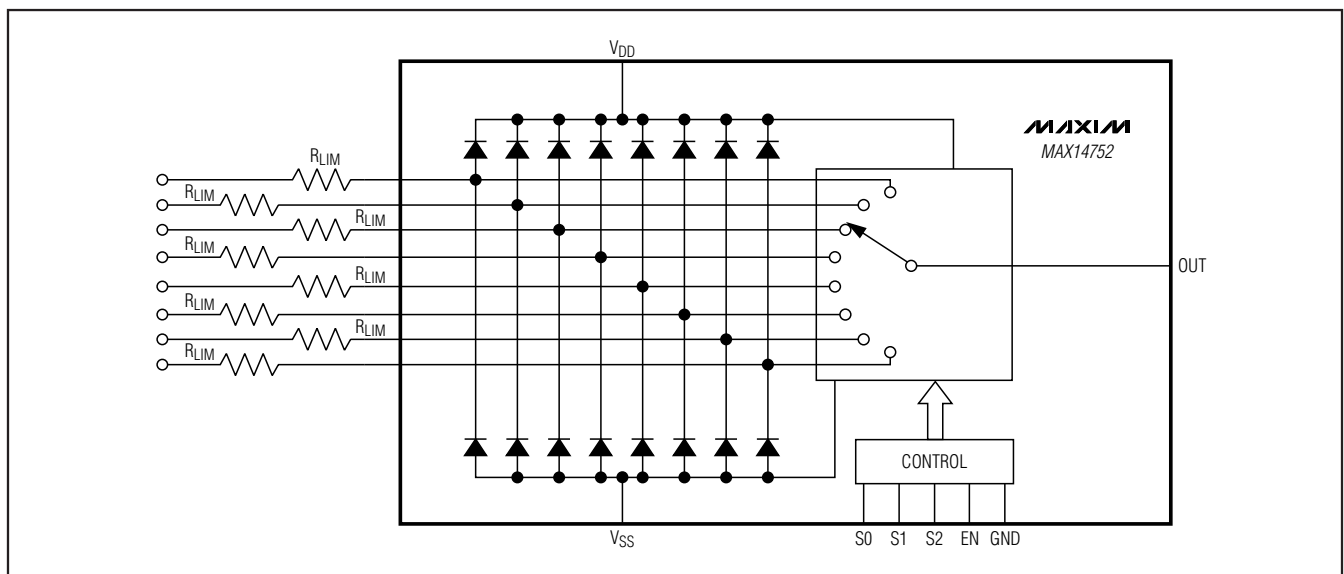 VDD
MAXIM
MAX14752
RLIM
RLIM
RLIM
RLIM
RLIM
RLIM
RLIM
RLIM
OUT
CONTROL
VSS
S0 S1 S2 EN GND